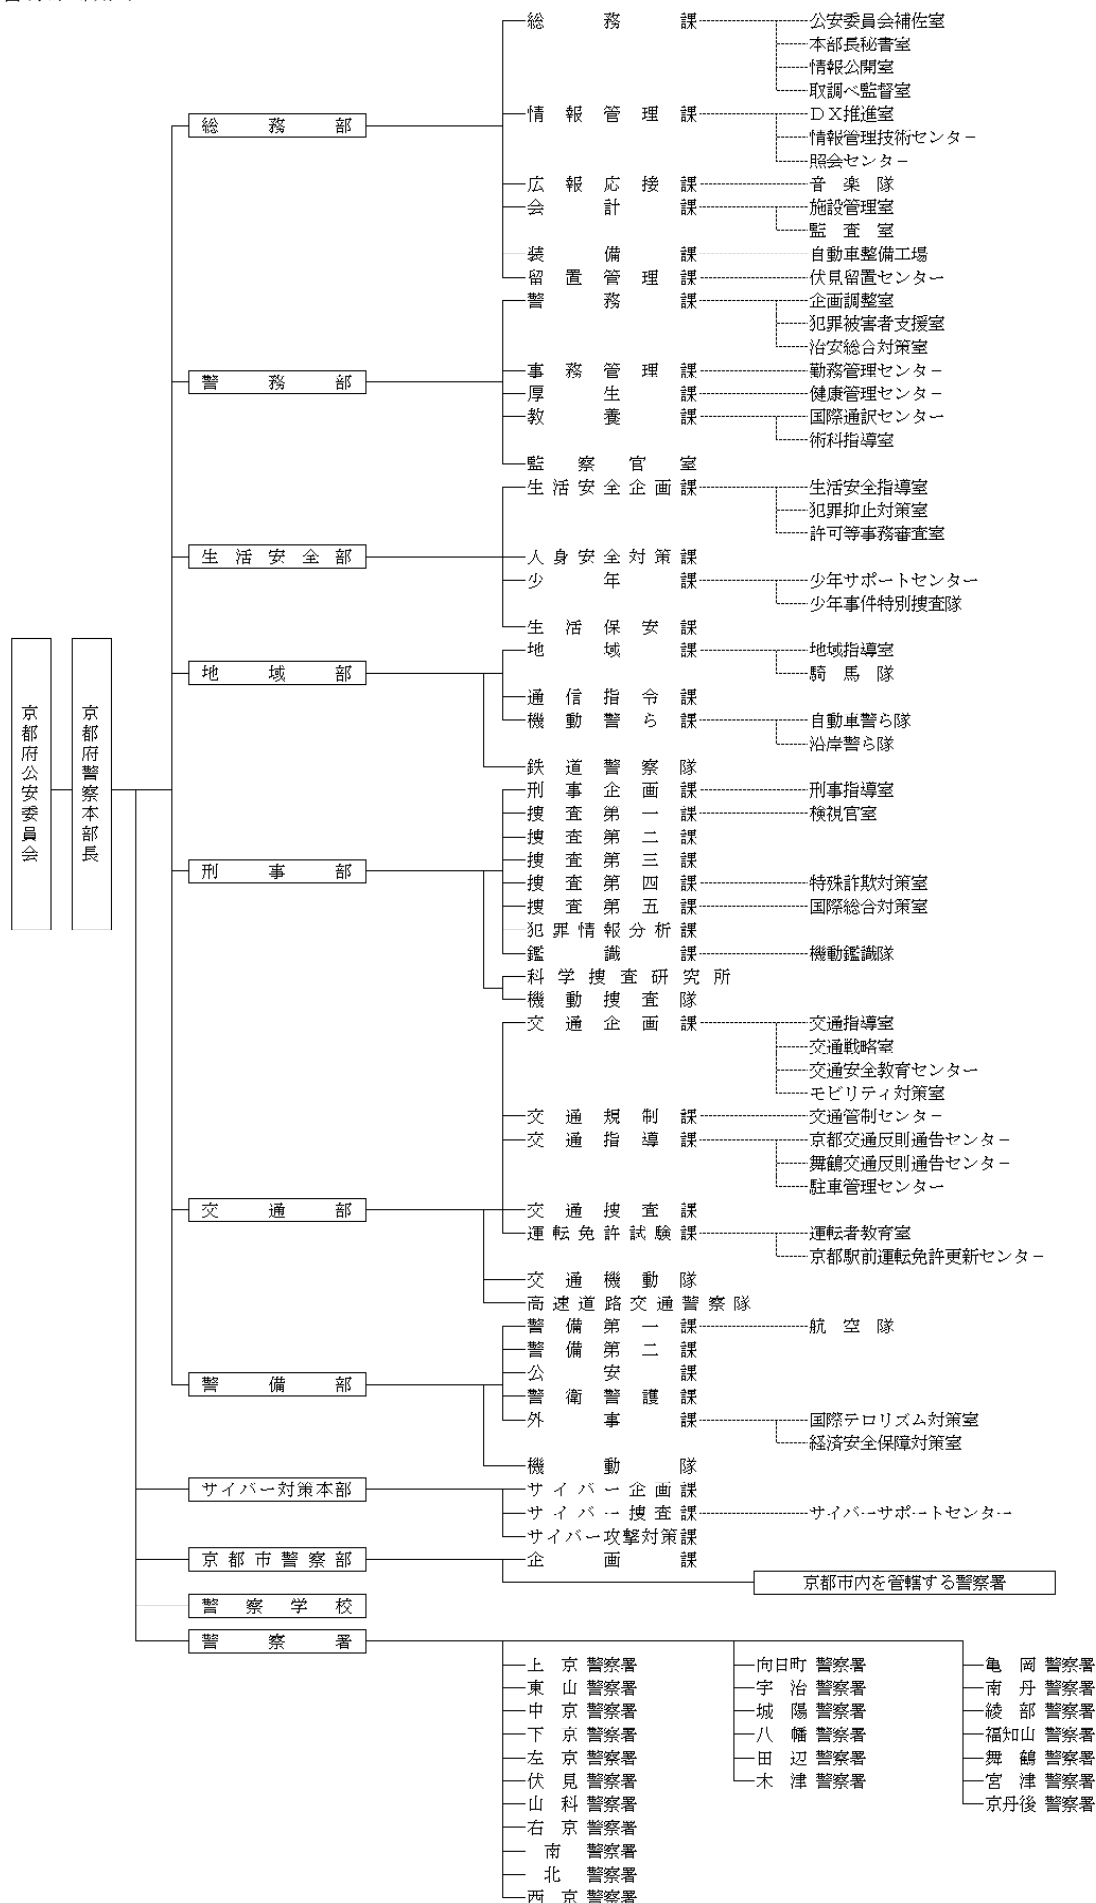 総務課 公安委員会補佐室
本部長秘書室
情報公開室
取調べ監督室
総務部 情報管理課 DX推進室
情報管理技術センター
照会センター
広報応接課 音楽隊
会計課 施設管理室
監査室
装備課 自動車整備工場
留置管理課 伏見留置センター
警務課 企画調整室
犯罪被害者支援室
治安総合対策室
警務部 事務管理課 勤務管理センター
厚生課 健康管理センター
教養課 国際通訳センター
術科指導室
監察官室
生活安全企画課 生活安全指導室
犯罪抑止対策室
許可等事務審査室
生活安全部 人身安全対策課
少年課 少年サポートセンター
少年事件特別捜査隊
生活保安課
地域課 地域指導室
地域部 騎馬隊
通信指令課
機動警ら課 自動車警ら隊
沿岸警ら隊
鉄道警察隊
京都府公安委員会
京都府警察本部長
刑事企画課 刑事指導室
捜査第一課 検視官室
捜査第二課
捜査第三課
刑事部
捜査第四課 特殊詐欺対策室
捜査第五課 国際総合対策室
犯罪情報分析課
鑑識課 機動鑑識隊
科学捜査研究所
機動捜査隊
交通企画課 交通指導室
交通戦略室
交通安全教育センター
モビリティ対策室
交通規制課 交通管制センター
交通指導課 京都交通反則通告センター
舞鶴交通反則通告センター
駐車管理センター
交通部 交通捜査課
運転免許試験課 運転者教育室
京都駅前運転免許更新センター
交通機動隊
高速道路交通警察隊
警備第一課 航空隊
警備第二課
公安課
警備部
警衛警護課
外事課 国際テロリズム対策室
経済安全保障対策室
機動隊
サイバー対策本部 サイバー企画課
サイバー捜査課 サイバーサポートセンター
サイバー攻撃対策課
京都市警察部 企画課
京都市内を管轄する警察署
警察学校
警察署
上京警察署 向日町警察署 亀岡警察署
東山警察署 宇治警察署 南丹警察署
中京警察署 城陽警察署 綾部警察署
下京警察署 八幡警察署 福知山警察署
左京警察署 田辺警察署 舞鶴警察署
伏見警察署 木津警察署 宮津警察署
山科警察署 京丹後警察署
右京警察署
南警察署
北警察署
西京警察署